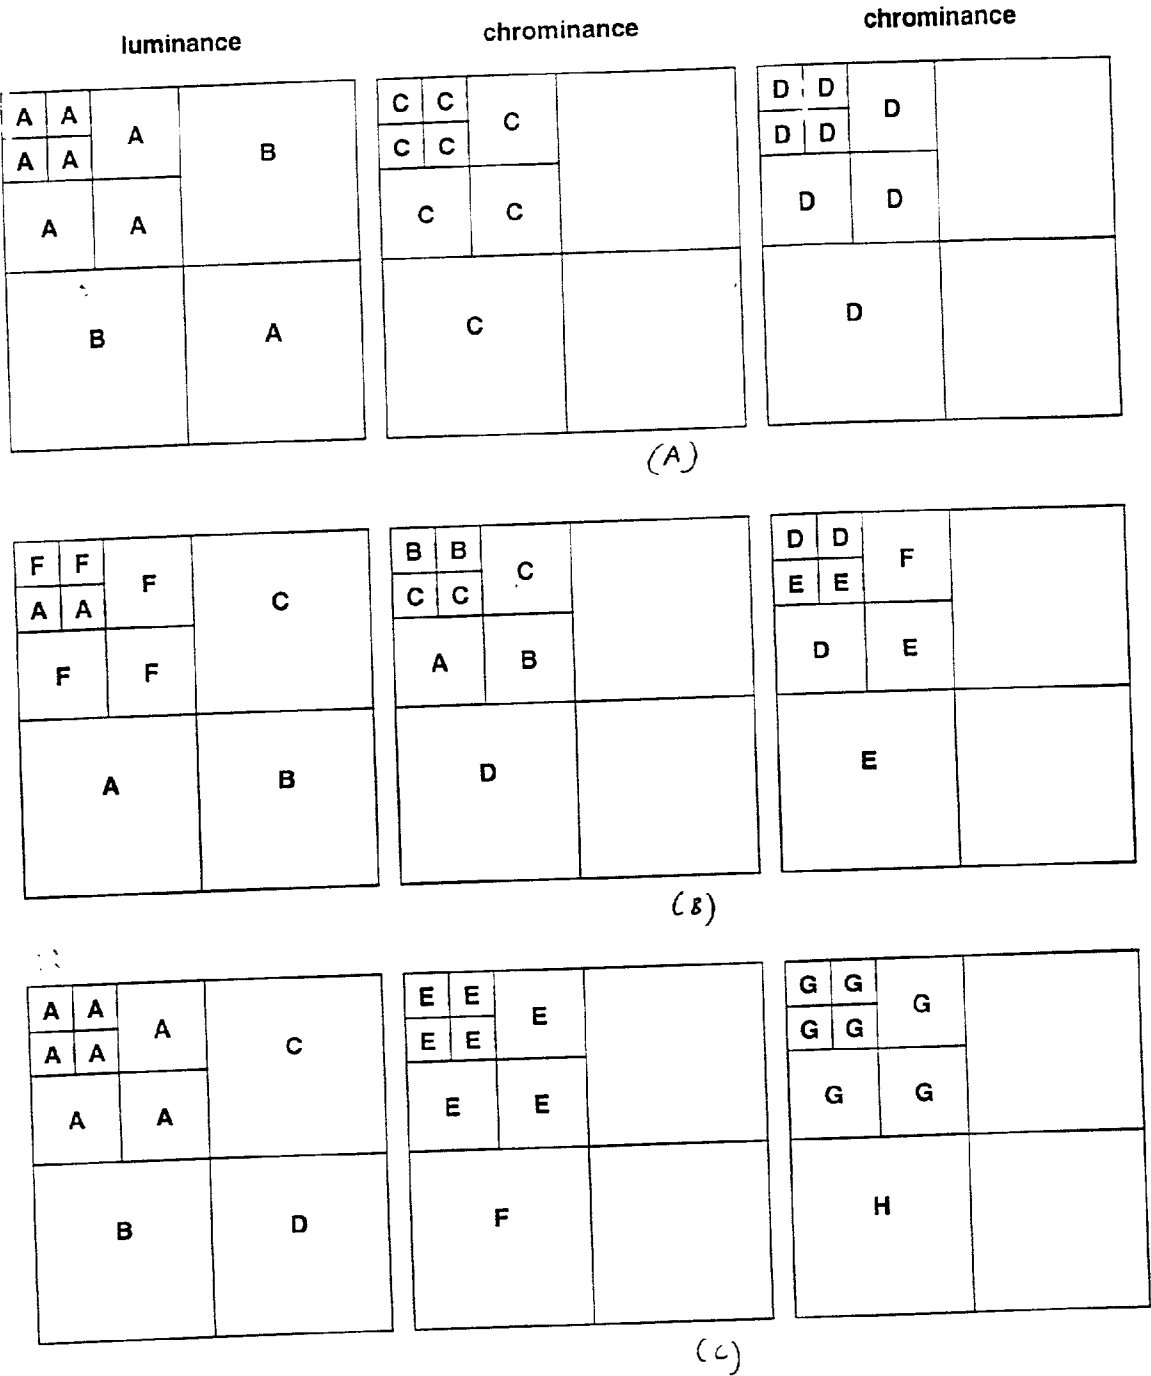 luminance chrominance chrominance
A A A B C C C D D D
A A C C D D
A A C C D D
B A C D
(A)
F F F C B B C D D F
A A C C E E
F F A B D E
A B D E
(B)
A A A C E E E G G G
A A E E G G
A A E E G G
B D F H
(C)